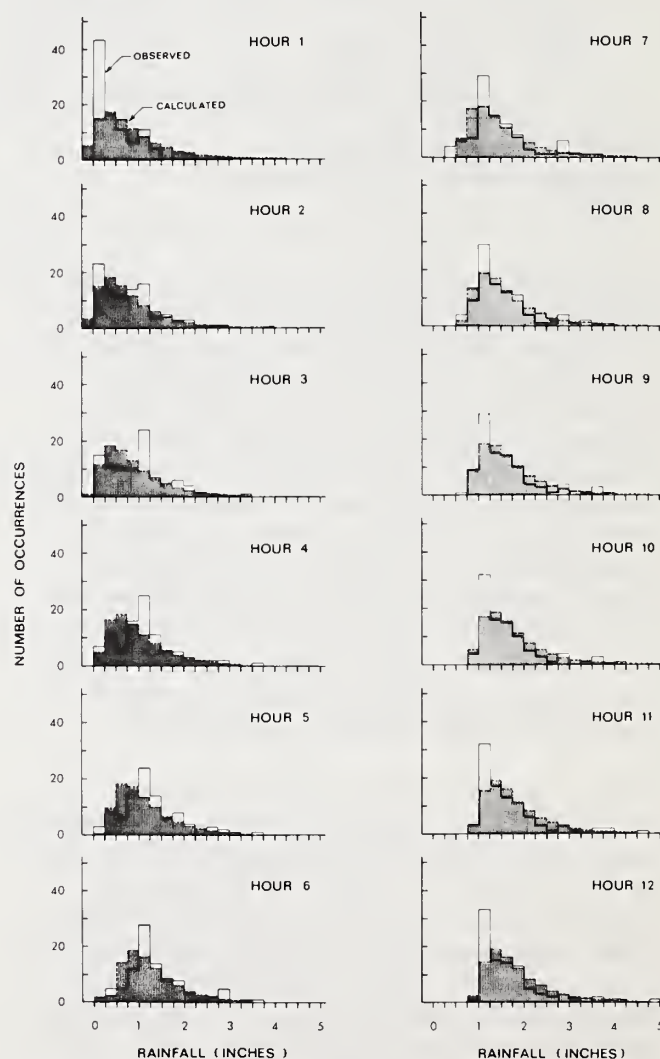 HOUR 1
40
OBSERVED
20
CALCULATED
0
HOUR 2
40
20
0
HOUR 3
40
20
0
HOUR 4
40
20
0
HOUR 5
40
20
0
HOUR 6
40
20
0
0 1 2 3 4 5
RAINFALL (INCHES)
NUMBER OF OCCURRENCES
HOUR 7
HOUR 8
HOUR 9
HOUR 10
HOUR 11
HOUR 12
0 1 2 3 4 5
RAINFALL (INCHES)